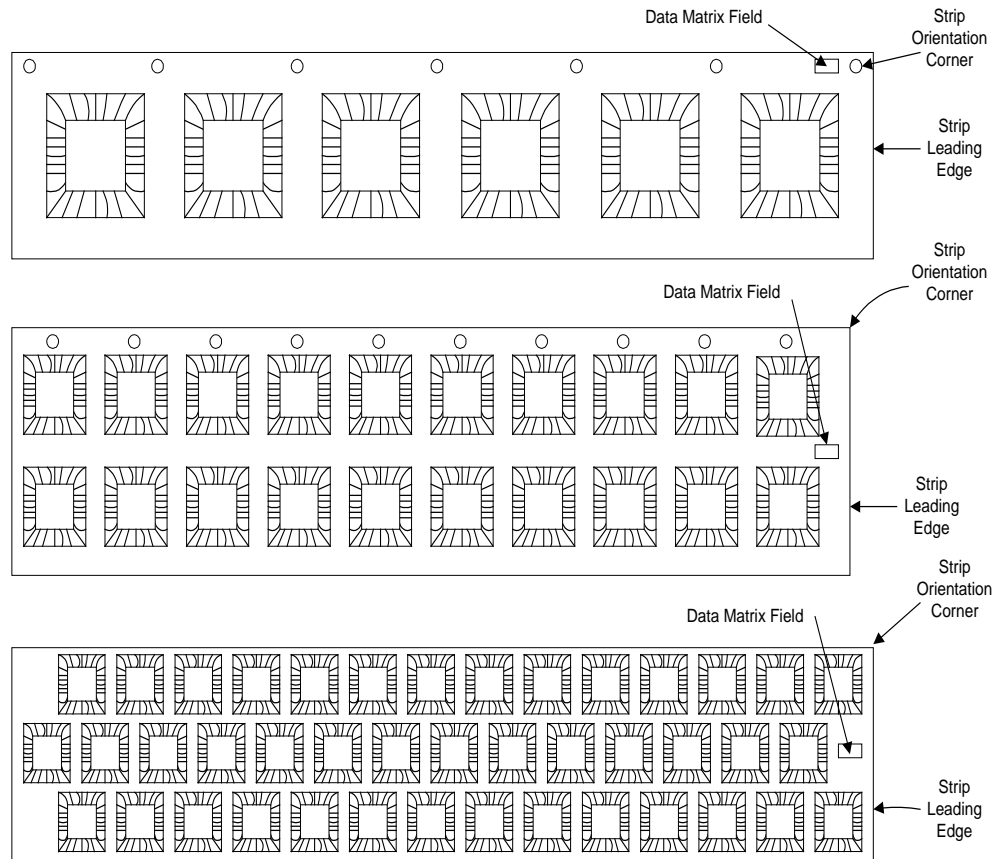 Data Matrix Field
Strip
Orientation
Corner
Strip
Leading
Edge
Strip
Orientation
Corner
Data Matrix Field
Strip
Leading
Edge
Strip
Orientation
Corner
Data Matrix Field
Strip
Leading
Edge